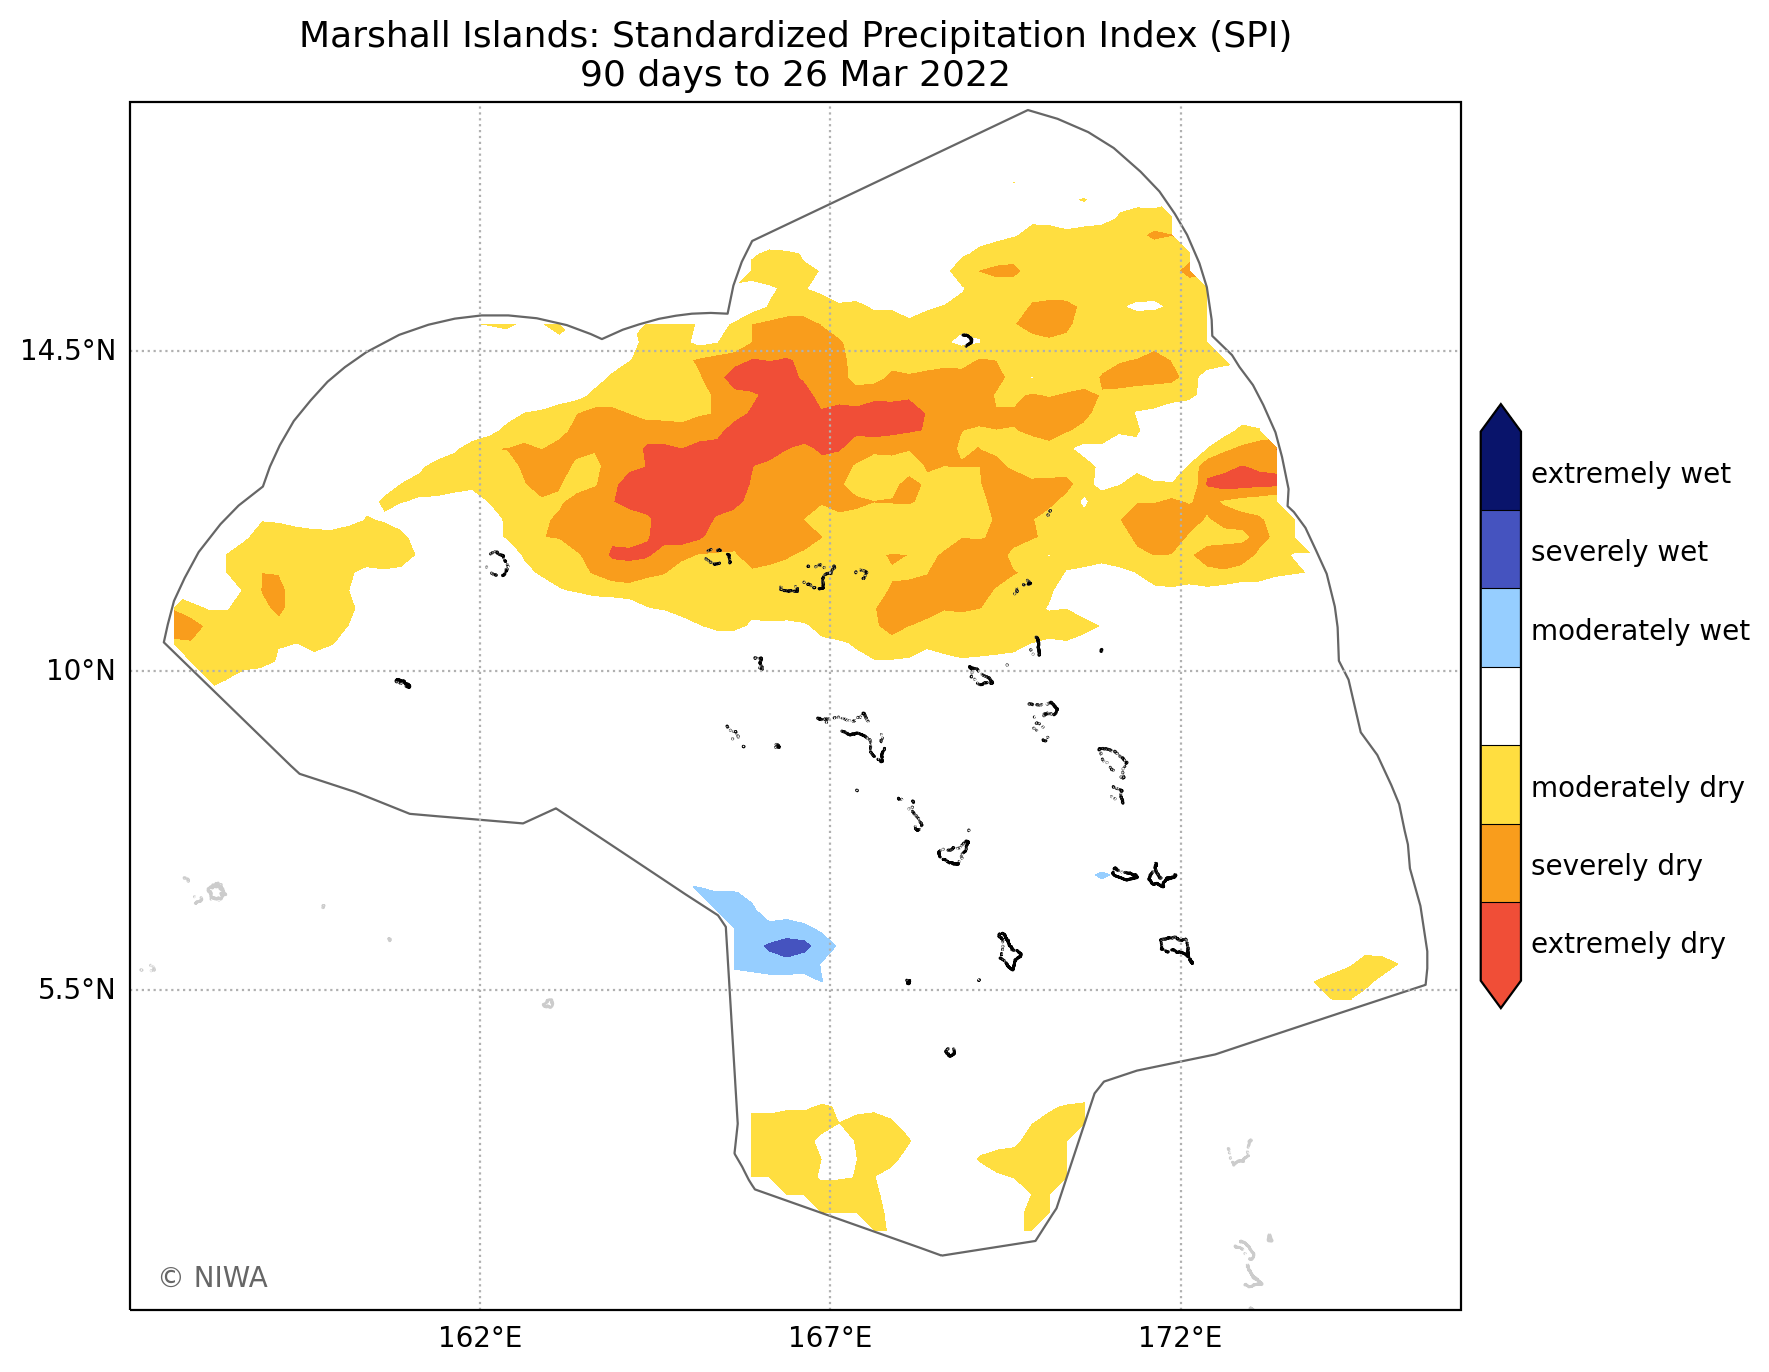 Marshall Islands: Standardized Precipitation Index (SPI)
90 days to 26 Mar 2022
14.5°N
10°N
5.5°N
162°E
167°E
172°E
extremely wet
severely wet
moderately wet
moderately dry
severely dry
extremely dry
© NIWA